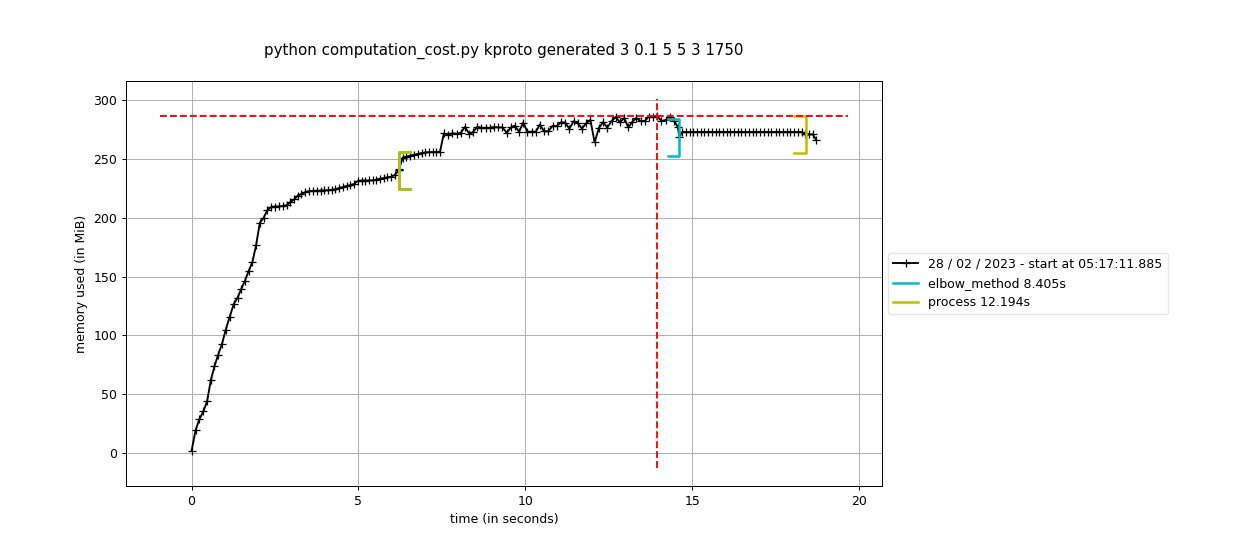 python computation_cost.py kproto generated 3 0.1 5 5 3 1750
300
250
200
150
100
50
0
memory used (in MiB)
0 5 10 15 20
time (in seconds)
28 / 02 / 2023 - start at 05:17:11.885
elbow_method 8.405s
process 12.194s